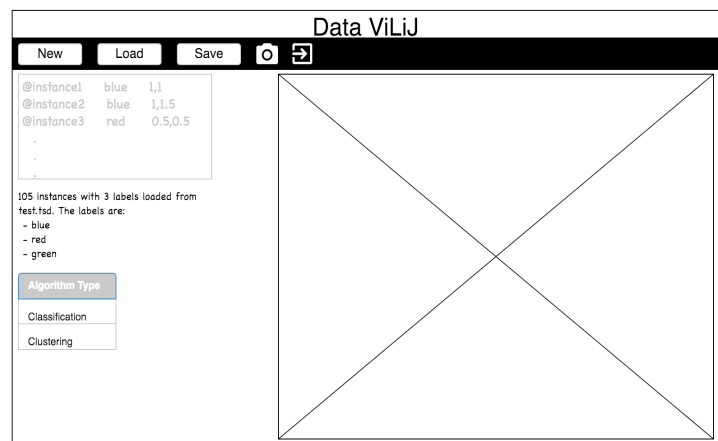 Data ViLiJ
New Load Save
@instance1 blue 1,1
@instance2 blue 1,1.5
@instance3 red 0.5,0.5
.
.
.
105 instances with 3 labels loaded from
test.tsd. The labels are:
- blue
- red
- green
Algorithm Type
Classification
Clustering